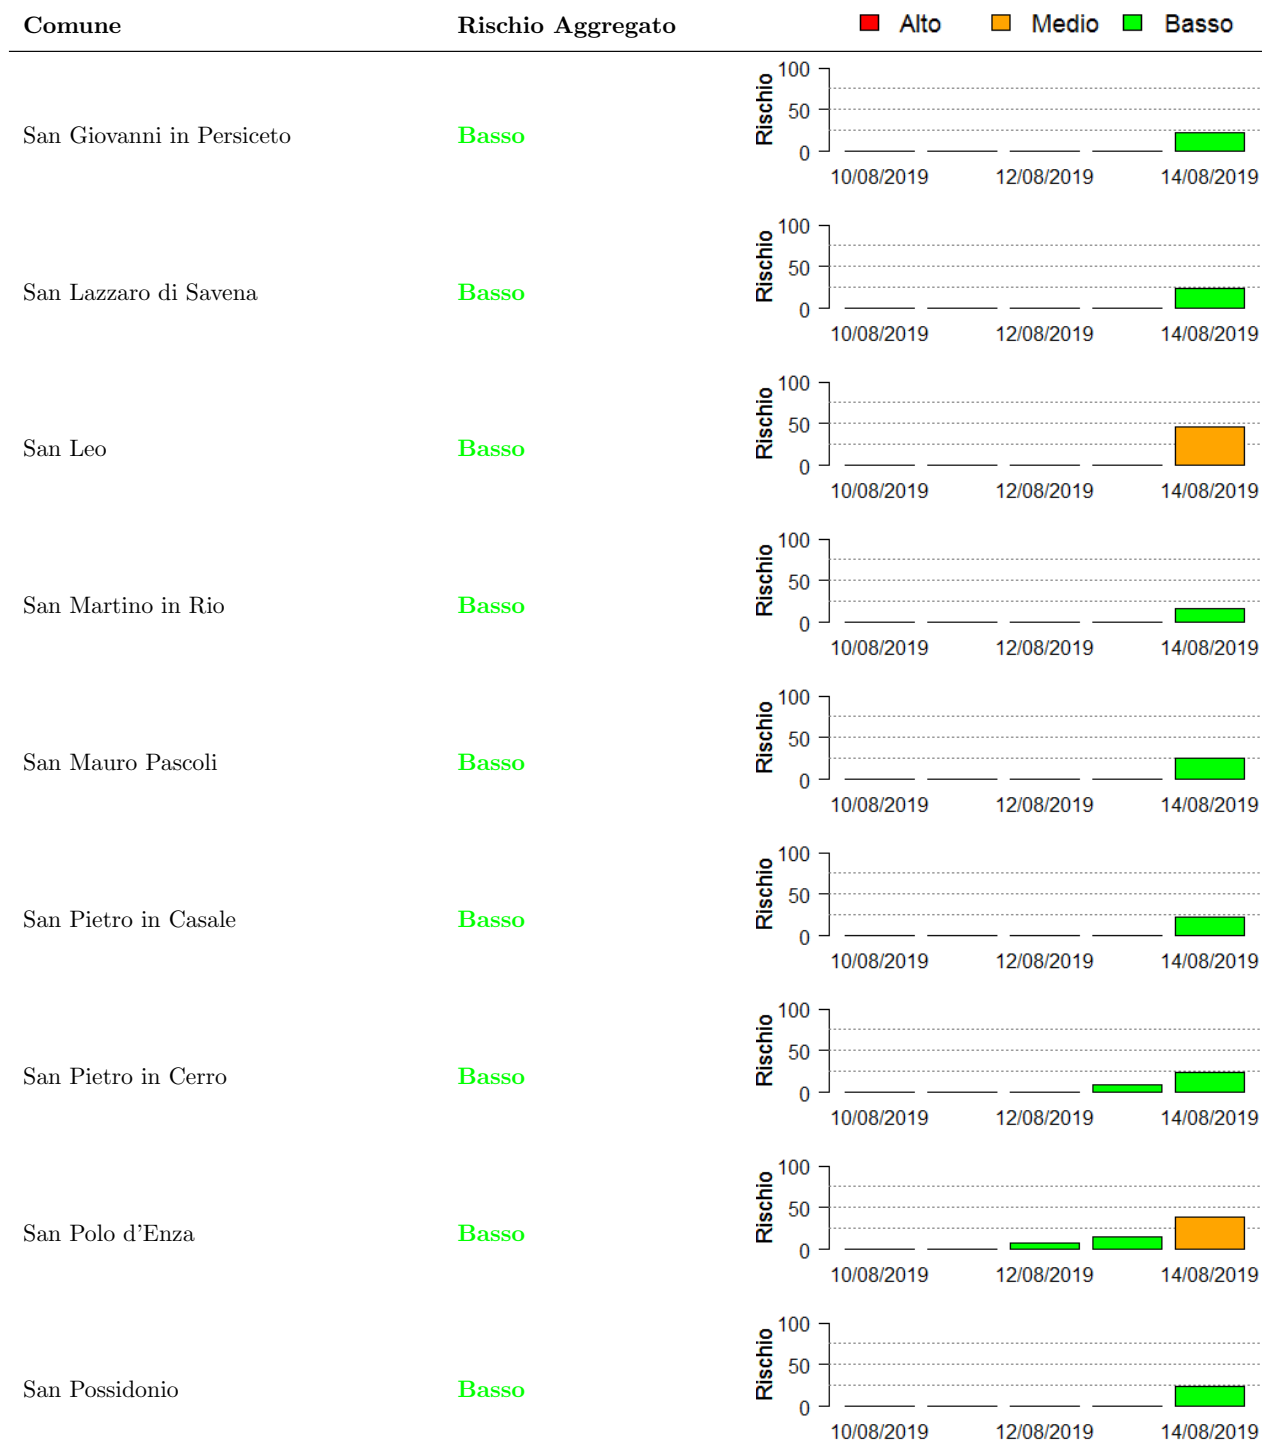 Comune Rischio Aggregato Alto Medio Basso
San Giovanni in Persiceto Basso
Rischio
100
50
0
10/08/2019 12/08/2019 14/08/2019
San Lazzaro di Savena Basso
Rischio
100
50
0
10/08/2019 12/08/2019 14/08/2019
San Leo Basso
Rischio
100
50
0
10/08/2019 12/08/2019 14/08/2019
San Martino in Rio Basso
Rischio
100
50
0
10/08/2019 12/08/2019 14/08/2019
San Mauro Pascoli Basso
Rischio
100
50
0
10/08/2019 12/08/2019 14/08/2019
San Pietro in Casale Basso
Rischio
100
50
0
10/08/2019 12/08/2019 14/08/2019
San Pietro in Cerro Basso
Rischio
100
50
0
10/08/2019 12/08/2019 14/08/2019
San Polo d'Enza Basso
Rischio
100
50
0
10/08/2019 12/08/2019 14/08/2019
San Possidonio Basso
Rischio
100
50
0
10/08/2019 12/08/2019 14/08/2019